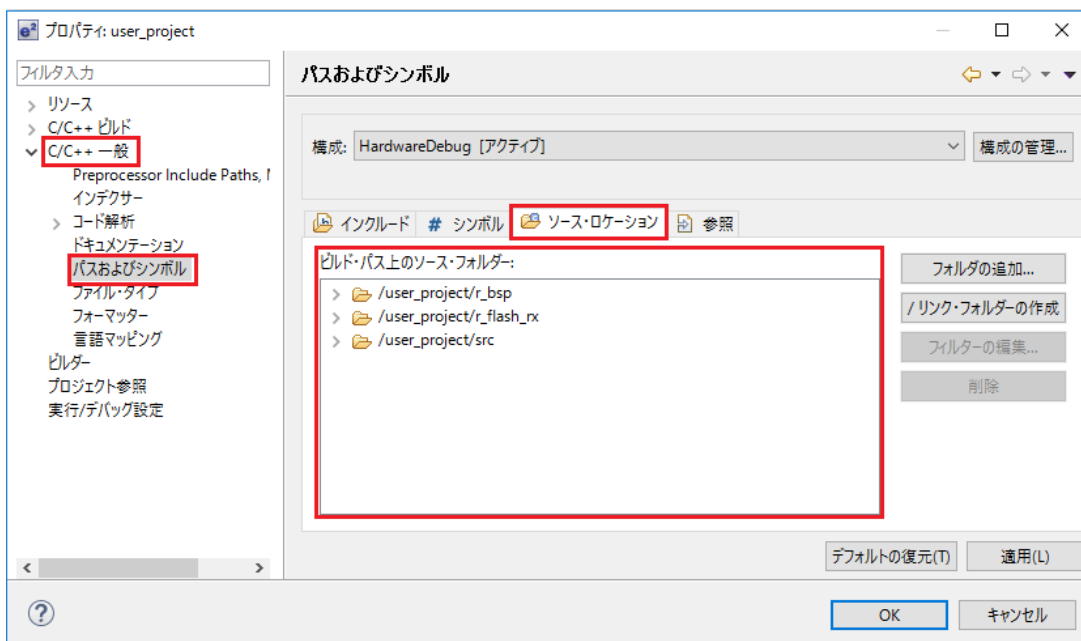 e² プロパティ: user_project
フィルタ入力
リソース
C/C++ ビルド
C/C++ 一般
Preprocessor Include Paths, M
インデクサー
コード解析
ドキュメンテーション
パスおよびシンボル
ファイル・タイプ
フォーマッター
言語マッピング
ビルダー
プロジェクト参照
実行/デバッグ設定
パスおよびシンボル
構成: HardwareDebug [アクティブ] 構成の管理...
インクルード # シンボル ソース・ロケーション 参照
ビルド・パス上のソース・フォルダー:
/user_project/r_bsp
/user_project/r_flash_rx
/user_project/src
フォルダの追加...
/ リンク・フォルダーの作成
フィルターの編集...
削除
デフォルトの復元(T) 適用(L)
? OK キャンセル